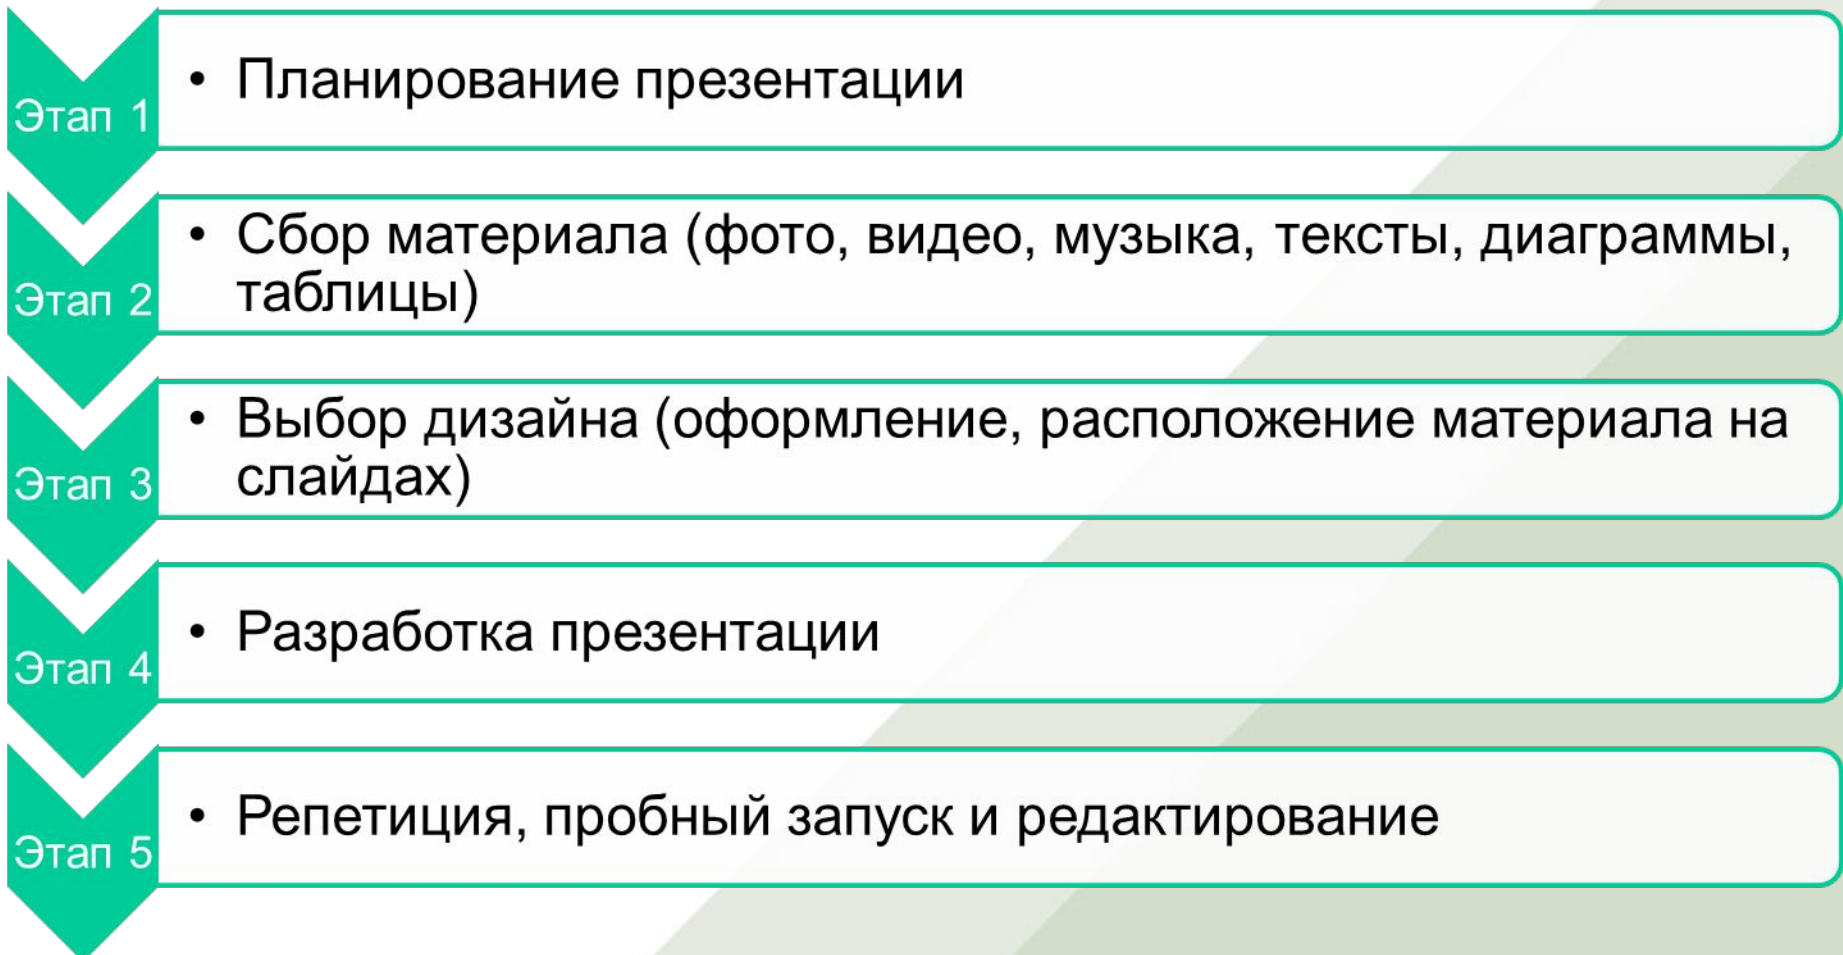 Этап 1
• Планирование презентации
Этап 2
• Сбор материала (фото, видео, музыка, тексты, диаграммы,
таблицы)
Этап 3
• Выбор дизайна (оформление, расположение материала на
слайдах)
Этап 4
• Разработка презентации
Этап 5
• Репетиция, пробный запуск и редактирование